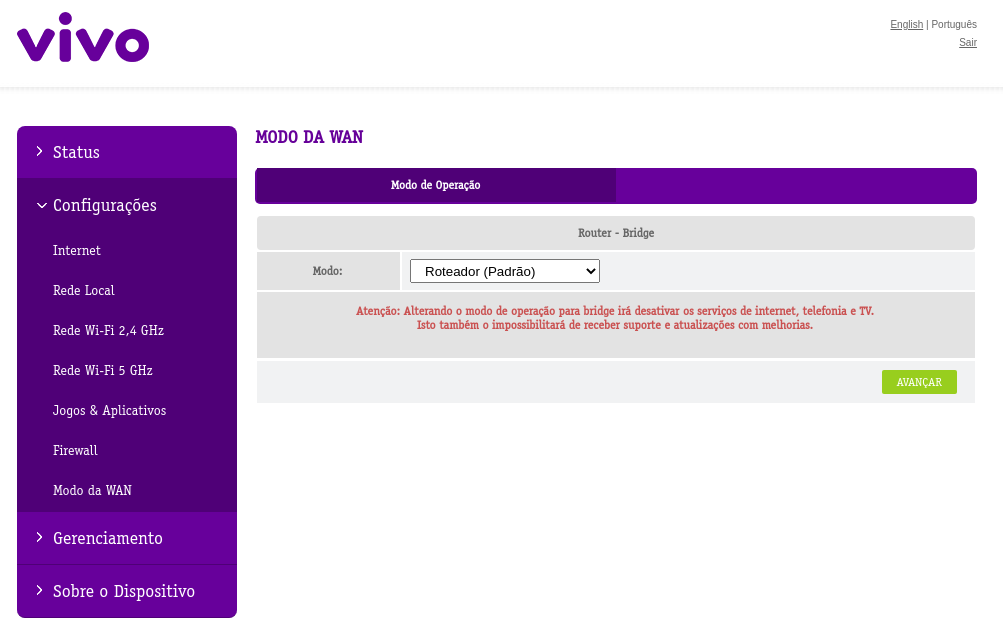 vivo
English | Português
Sair
Status
Configurações
Internet
Rede Local
Rede Wi-Fi 2,4 GHz
Rede Wi-Fi 5 GHz
Jogos & Aplicativos
Firewall
Modo da WAN
Gerenciamento
Sobre o Dispositivo
MODO DA WAN
Modo de Operação
Router - Bridge
Modo:
Roteador (Padrão)
Atenção: Alterando o modo de operação para bridge irá desativar os serviços de internet, telefonia e TV.
Isto também o impossibilitará de receber suporte e atualizações com melhorias.
AVANÇAR